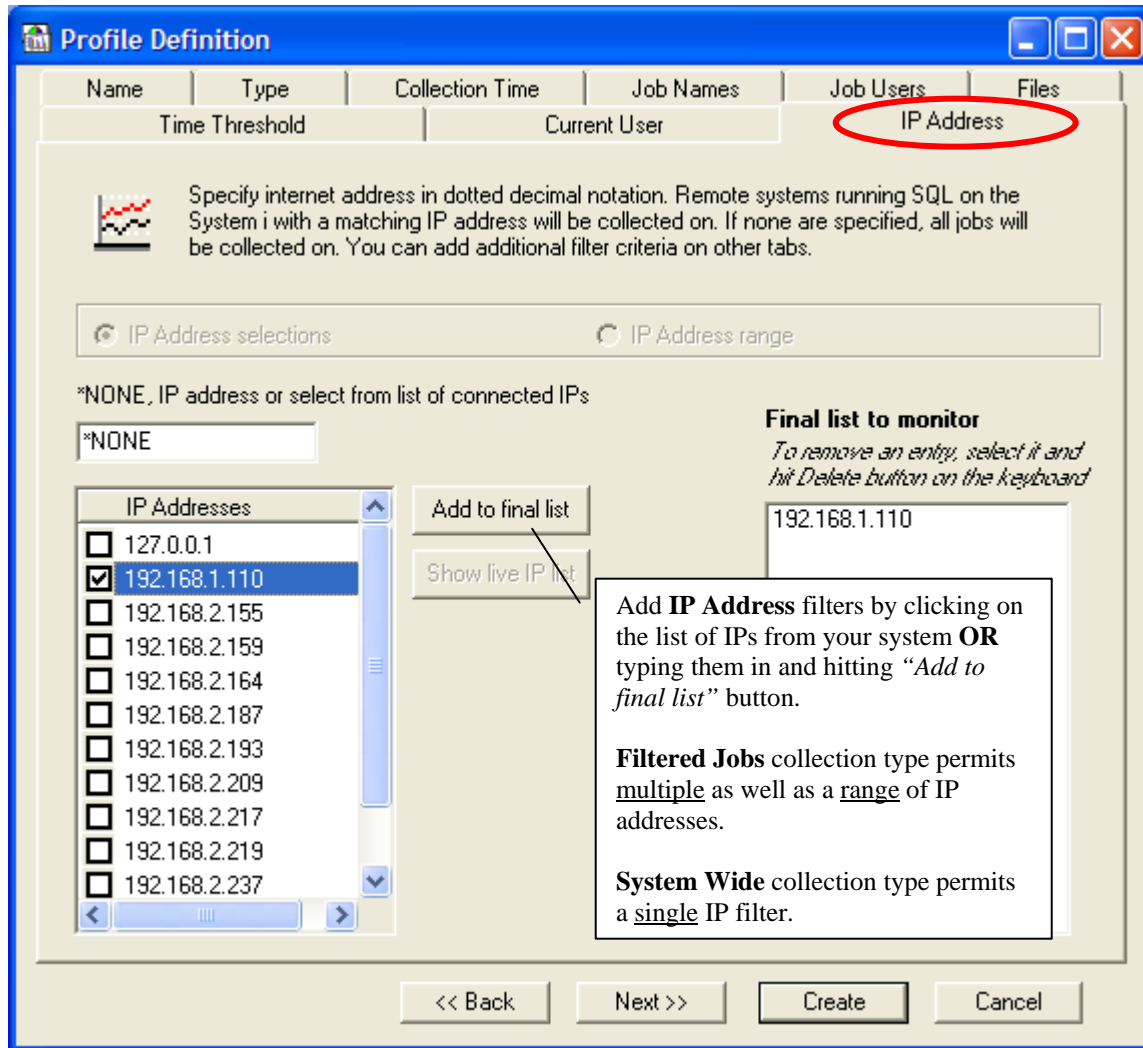 Profile Definition
Name Type Collection Time Job Names Job Users Files
Time Threshold Current User IP Address
Specify internet address in dotted decimal notation. Remote systems running SQL on the
System i with a matching IP address will be collected on. If none are specified, all jobs will
be collected on. You can add additional filter criteria on other tabs.
IP Address selections IP Address range
*NONE, IP address or select from list of connected IPs
*NONE
Final list to monitor
To remove an entry, select it and
hit Delete button on the keyboard
IP Addresses
127.0.0.1
192.168.1.110
192.168.2.155
192.168.2.159
192.168.2.164
192.168.2.187
192.168.2.193
192.168.2.209
192.168.2.217
192.168.2.219
192.168.2.237
Add to final list
Show live IP list
192.168.1.110
Add IP Address filters by clicking on
the list of IPs from your system OR
typing them in and hitting “Add to
final list” button.
Filtered Jobs collection type permits
multiple as well as a range of IP
addresses.
System Wide collection type permits
a single IP filter.
<< Back Next >> Create Cancel